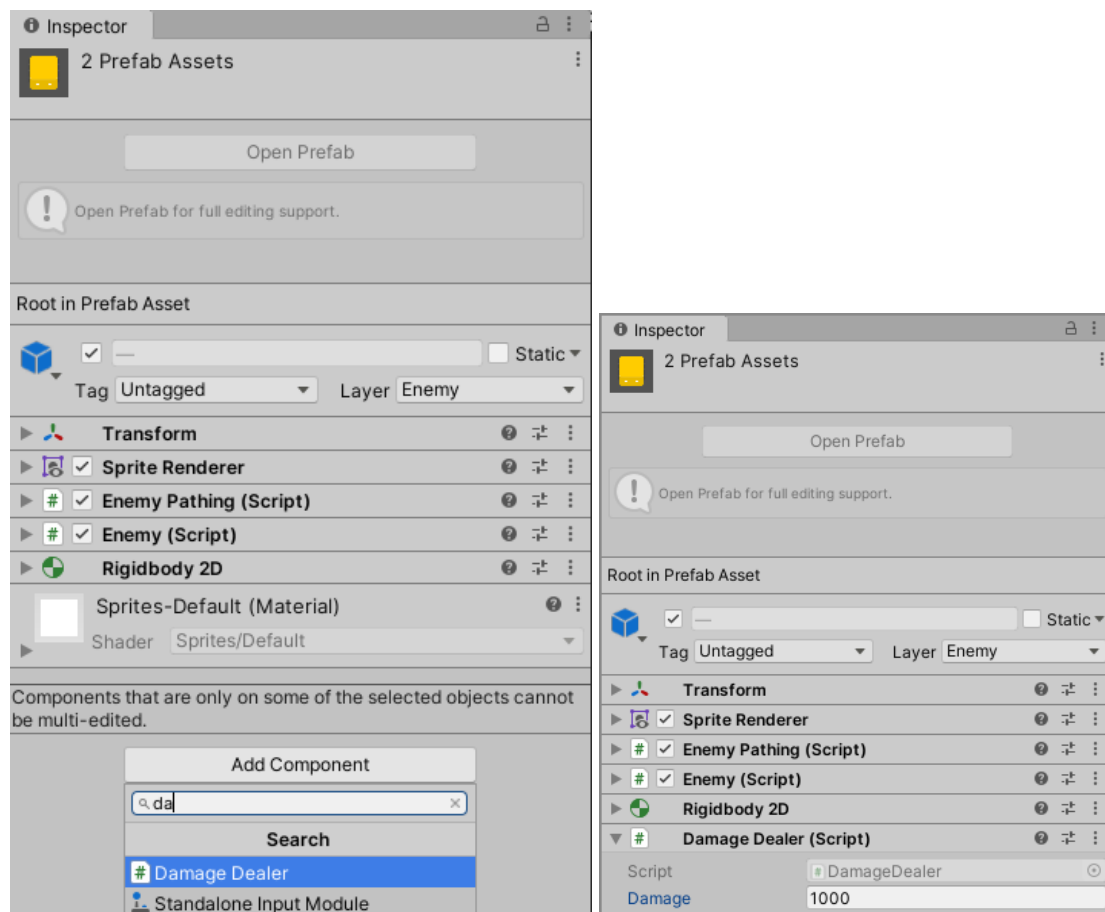 Inspector
2 Prefab Assets
Open Prefab
Open Prefab for full editing support.
Root in Prefab Asset
—
Static
Tag Untagged Layer Enemy
Transform
Sprite Renderer
# Enemy Pathing (Script)
# Enemy (Script)
Rigidbody 2D
Sprites-Default (Material)
Shader Sprites/Default
Components that are only on some of the selected objects cannot
be multi-edited.
Add Component
da
Search
# Damage Dealer
Standalone Input Module
Inspector
2 Prefab Assets
Open Prefab
Open Prefab for full editing support.
Root in Prefab Asset
—
Static
Tag Untagged Layer Enemy
Transform
Sprite Renderer
# Enemy Pathing (Script)
# Enemy (Script)
Rigidbody 2D
# Damage Dealer (Script)
Script # DamageDealer
Damage 1000